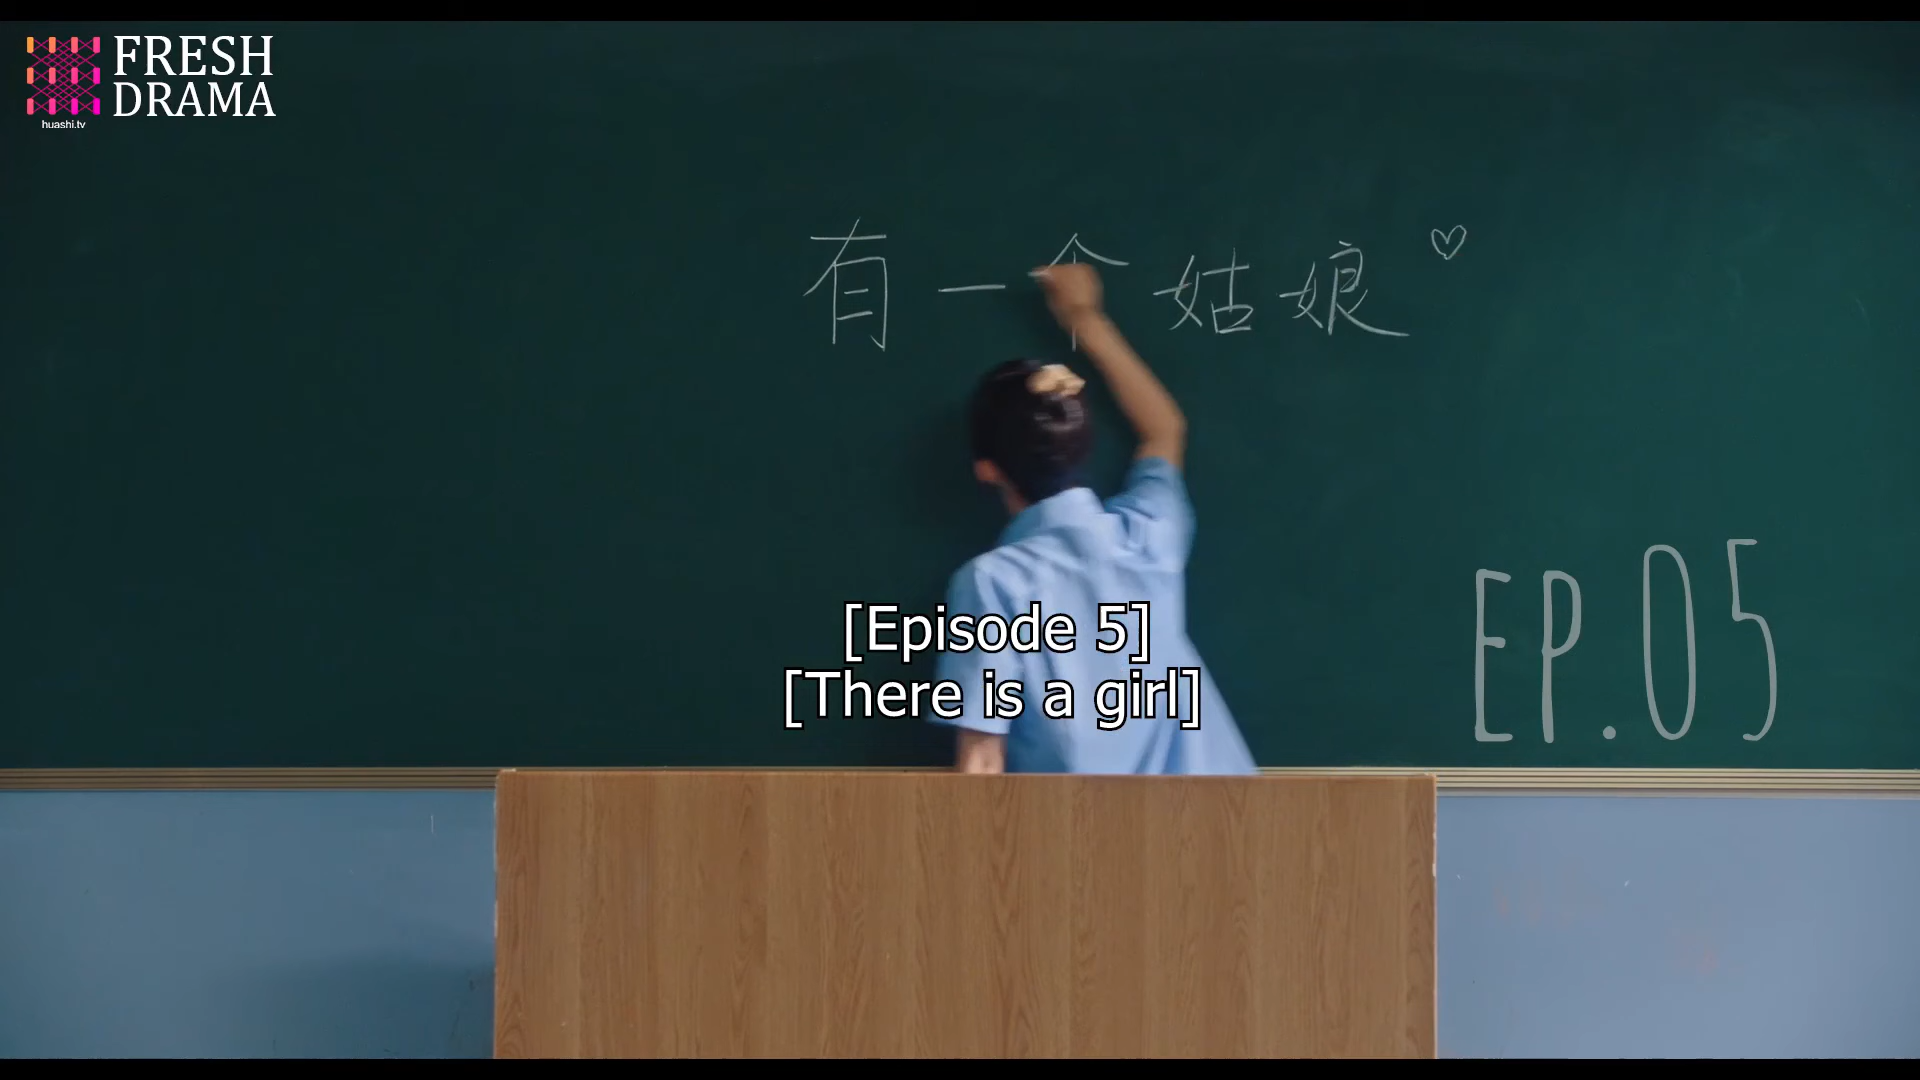 FRESH
DRAMA
huashi.tv
有一个姑娘♡
EP.05
[Episode 5]
[There is a girl]